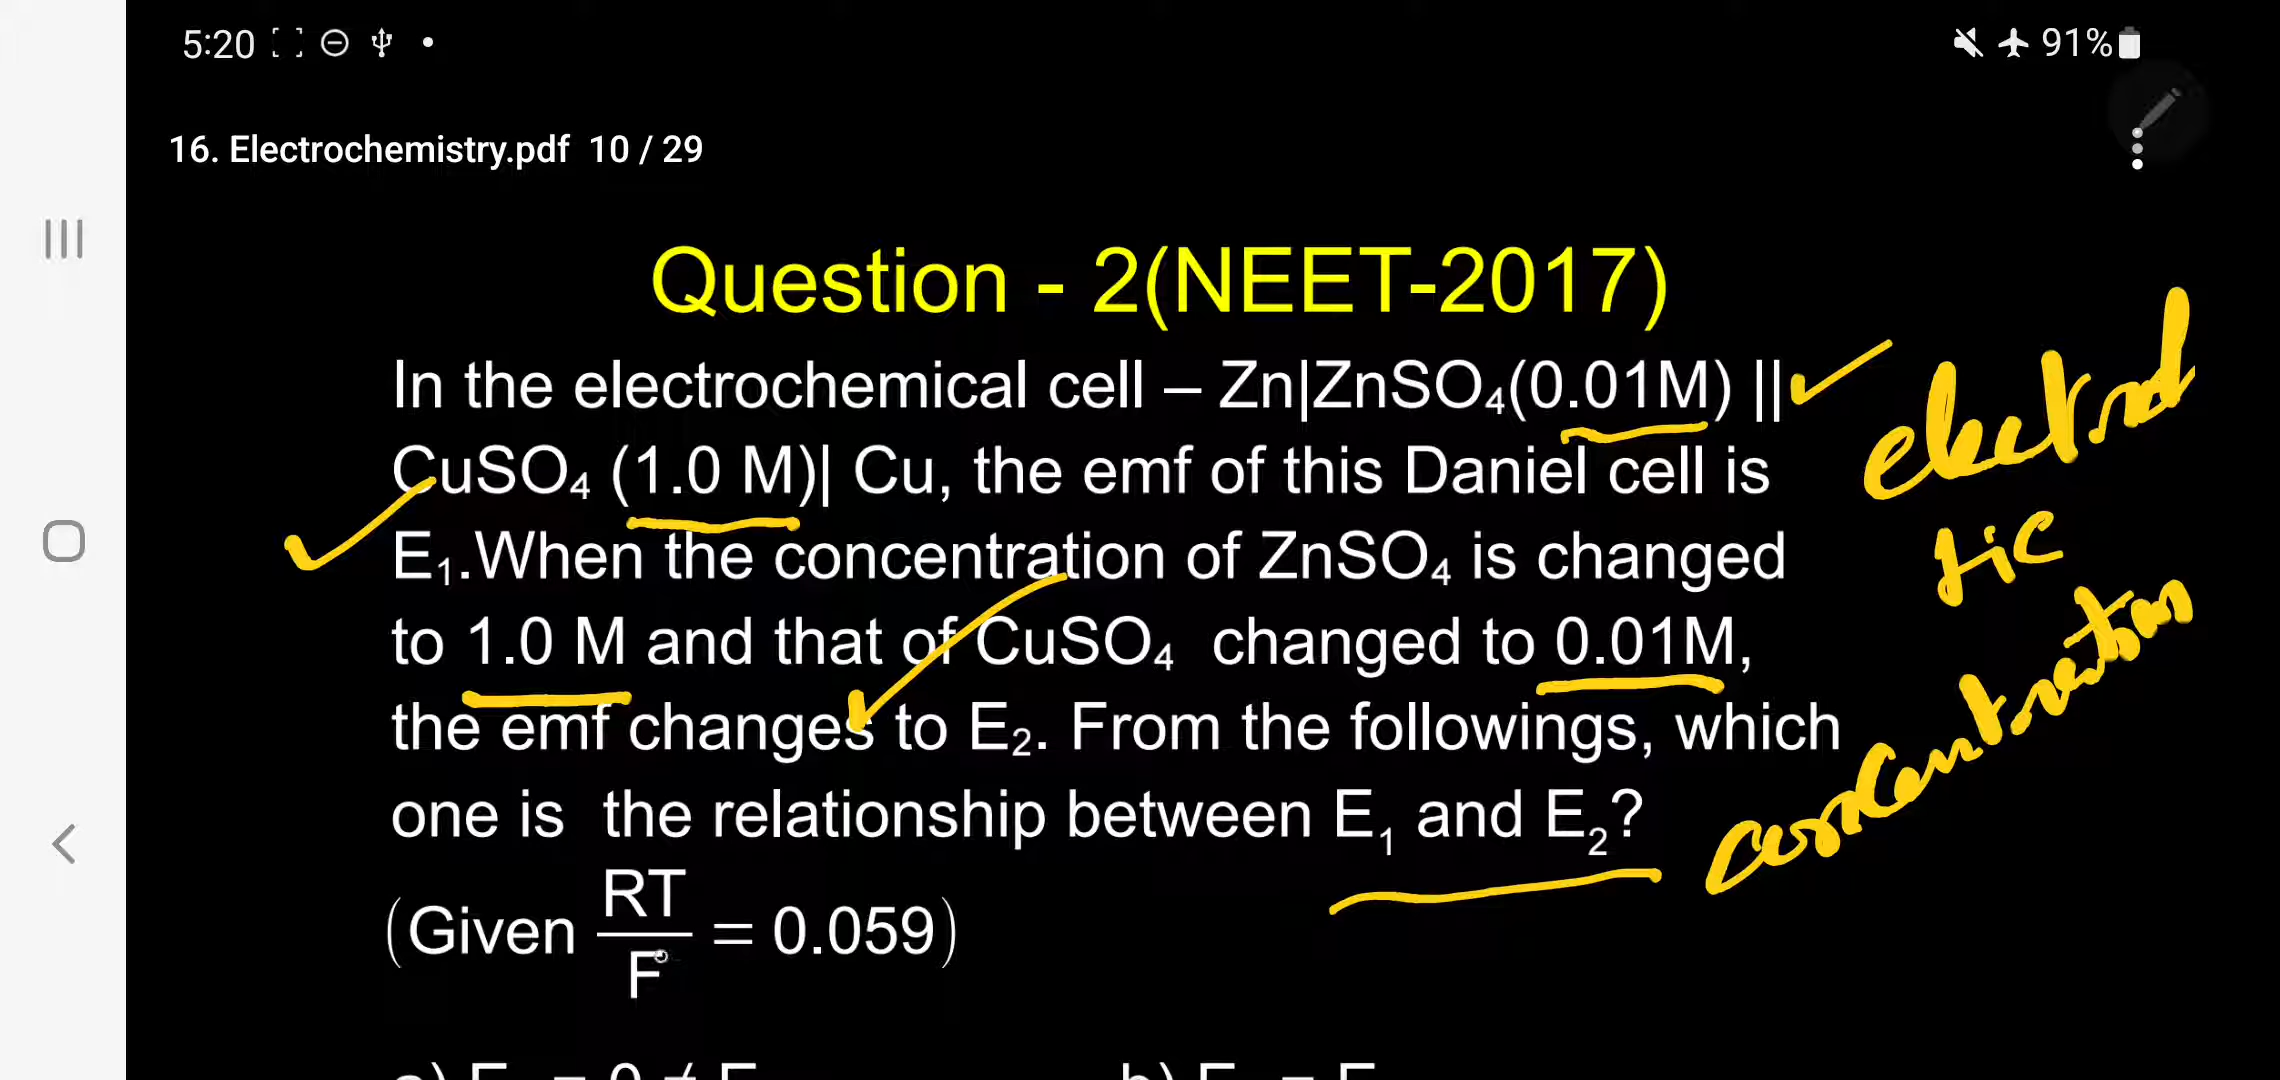 5:20
91%
16. Electrochemistry.pdf 10 / 29
Question - 2(NEET-2017)
In the electrochemical cell – Zn|ZnSO₄(0.01M) ||
CuSO₄ (1.0 M)| Cu, the emf of this Daniel cell is
E₁.When the concentration of ZnSO₄ is changed
to 1.0 M and that of CuSO₄ changed to 0.01M,
the emf changes to E₂. From the followings, which
one is the relationship between E₁ and E₂?
(Given RT/F = 0.059)
tic
concentration